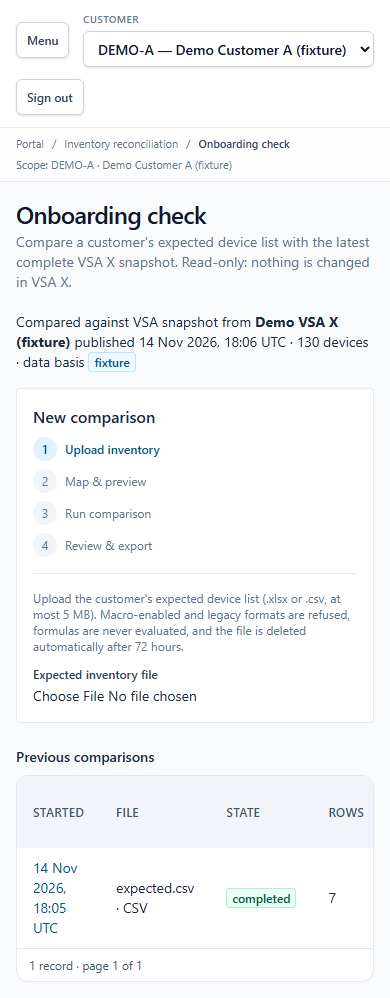 Menu
CUSTOMER
DEMO-A — Demo Customer A (fixture)
Sign out
Portal / Inventory reconciliation / Onboarding check
Scope: DEMO-A · Demo Customer A (fixture)
Onboarding check
Compare a customer's expected device list with the latest
complete VSA X snapshot. Read-only: nothing is changed
in VSA X.
Compared against VSA snapshot from Demo VSA X
(fixture) published 14 Nov 2026, 18:06 UTC · 130 devices
· data basis fixture
New comparison
1 Upload inventory
2 Map & preview
3 Run comparison
4 Review & export
Upload the customer's expected device list (.xlsx or .csv, at
most 5 MB). Macro-enabled and legacy formats are refused,
formulas are never evaluated, and the file is deleted
automatically after 72 hours.
Expected inventory file
Choose File No file chosen
Previous comparisons
STARTED FILE STATE ROWS
14 Nov
2026,
18:05
UTC
expected.csv
· CSV
completed
7
1 record · page 1 of 1